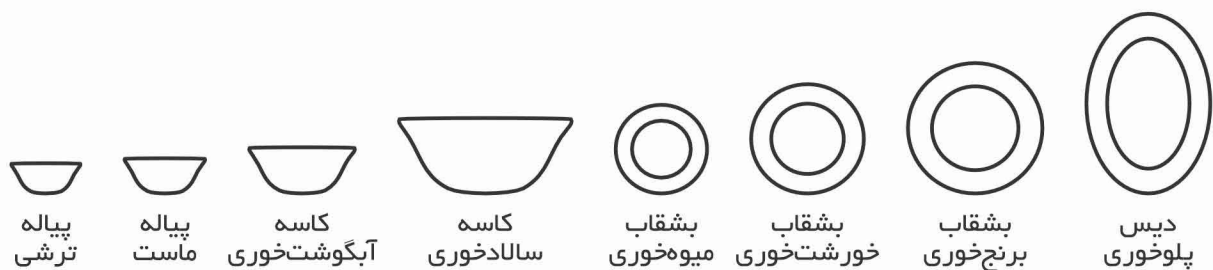 دیس
پلوخوری
بشقاب
برنج‌خوری
بشقاب
خورشت‌خوری
بشقاب
میوه‌خوری
کاسه
سالادخوری
کاسه
آبگوشت‌خوری
پیاله
ماست
پیاله
ترشی